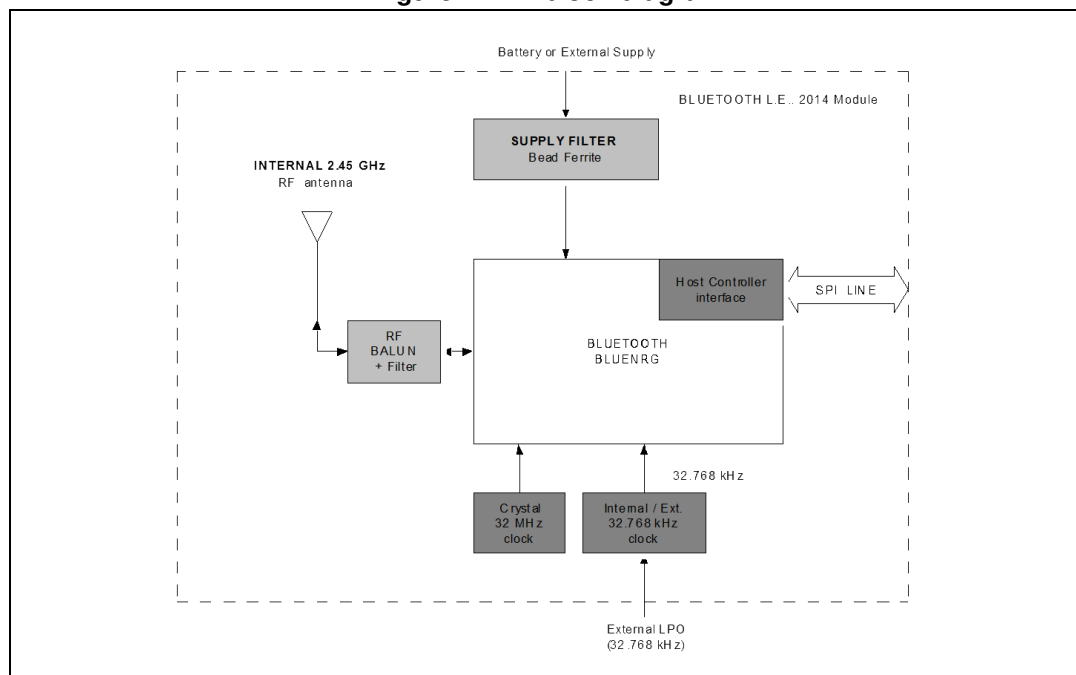 Battery or External Supply
BLUETOOTH L.E.. 2014 Module
SUPPLY FILTER
Bead Ferrite
INTERNAL 2.45 GHz
RF antenna
Host Controller
interface
SPI LINE
RF
BALUN
+ Filter
BLUETOOTH
BLUENRG
32.768 kHz
Crystal
32 MHz
clock
Internal / Ext.
32.768 kHz
clock
External LPO
(32.768 kHz)